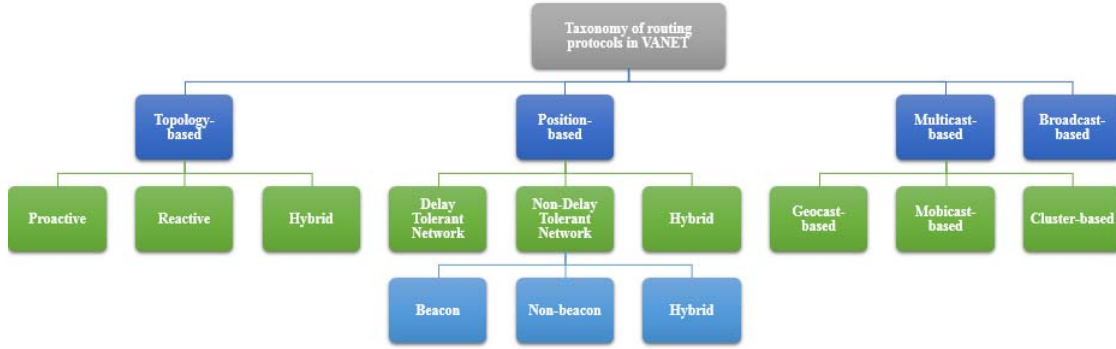 Taxonomy of routing
protocols in VANET
Topology-
based
Position-
based
Multicast-
based
Broadcast-
based
Proactive
Reactive
Hybrid
Delay
Tolerant
Network
Non-Delay
Tolerant
Network
Hybrid
Geocast-
based
Mobicast-
based
Cluster-based
Beacon
Non-beacon
Hybrid